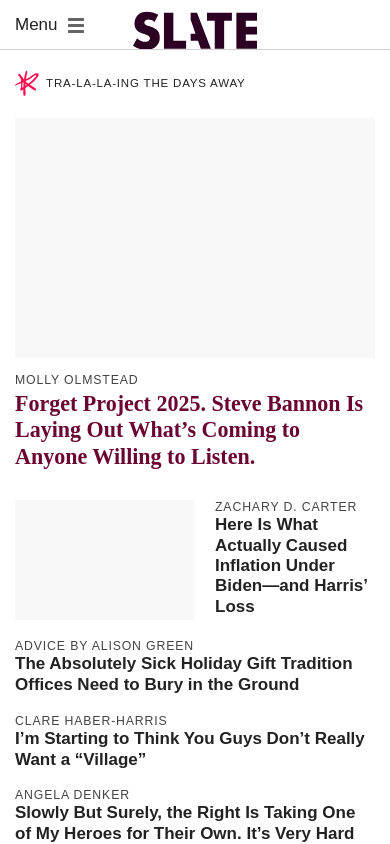 Menu
SLATE
TRA-LA-LA-ING THE DAYS AWAY
MOLLY OLMSTEAD
Forget Project 2025. Steve Bannon Is
Laying Out What’s Coming to
Anyone Willing to Listen.
ZACHARY D. CARTER
Here Is What
Actually Caused
Inflation Under
Biden—and Harris’
Loss
ADVICE BY ALISON GREEN
The Absolutely Sick Holiday Gift Tradition
Offices Need to Bury in the Ground
CLARE HABER-HARRIS
I’m Starting to Think You Guys Don’t Really
Want a “Village”
ANGELA DENKER
Slowly But Surely, the Right Is Taking One
of My Heroes for Their Own. It’s Very Hard